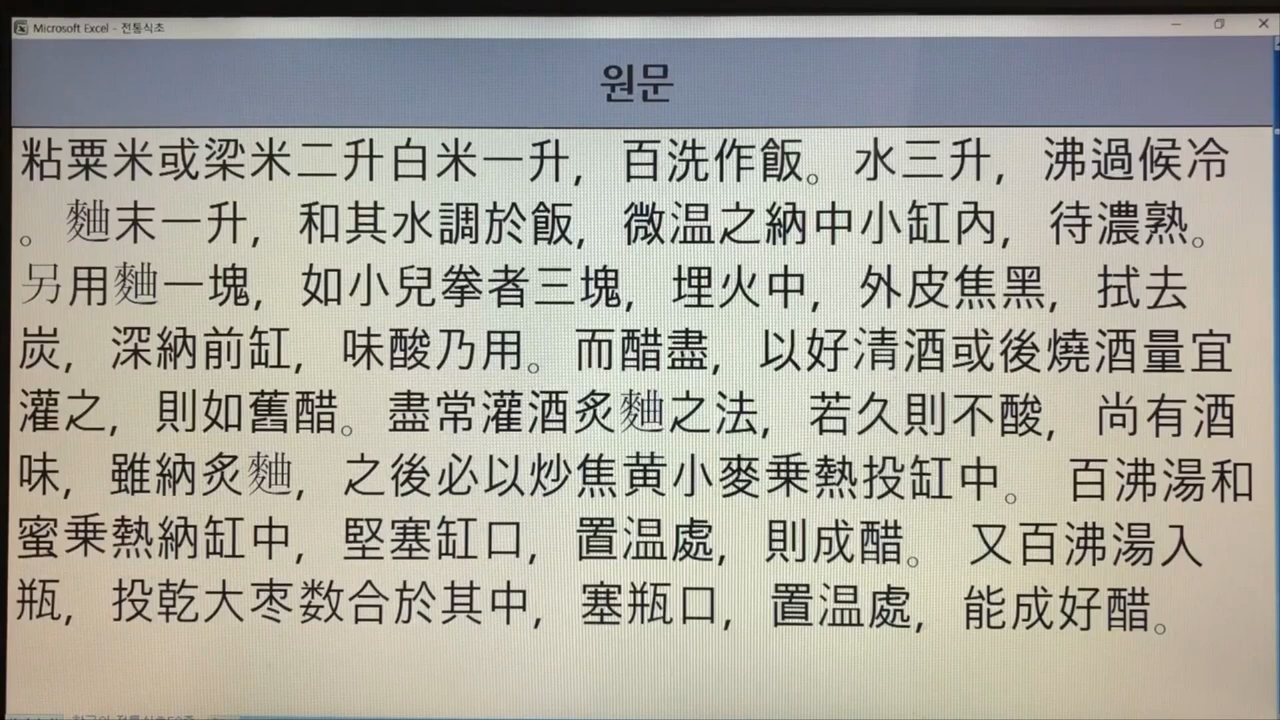 Microsoft Excel - 전통식초
원문
粘粟米或梁米二升白米一升, 百洗作飯。水三升, 沸過候冷
。麯末一升, 和其水調於飯, 微温之納中小缸內, 待濃熟。
另用麯一塊, 如小兒拳者三塊, 埋火中, 外皮焦黑, 拭去
炭, 深納前缸, 味酸乃用。而醋盡, 以好清酒或後燒酒量宜
灌之, 則如舊醋。盡常灌酒炙麯之法, 若久則不酸, 尚有酒
味, 雖納炙麯, 之後必以炒焦黄小麥乗熱投缸中。 百沸湯和
蜜乗熱納缸中, 堅塞缸口, 置温處, 則成醋。 又百沸湯入
瓶, 投乾大枣数合於其中, 塞瓶口, 置温處, 能成好醋。